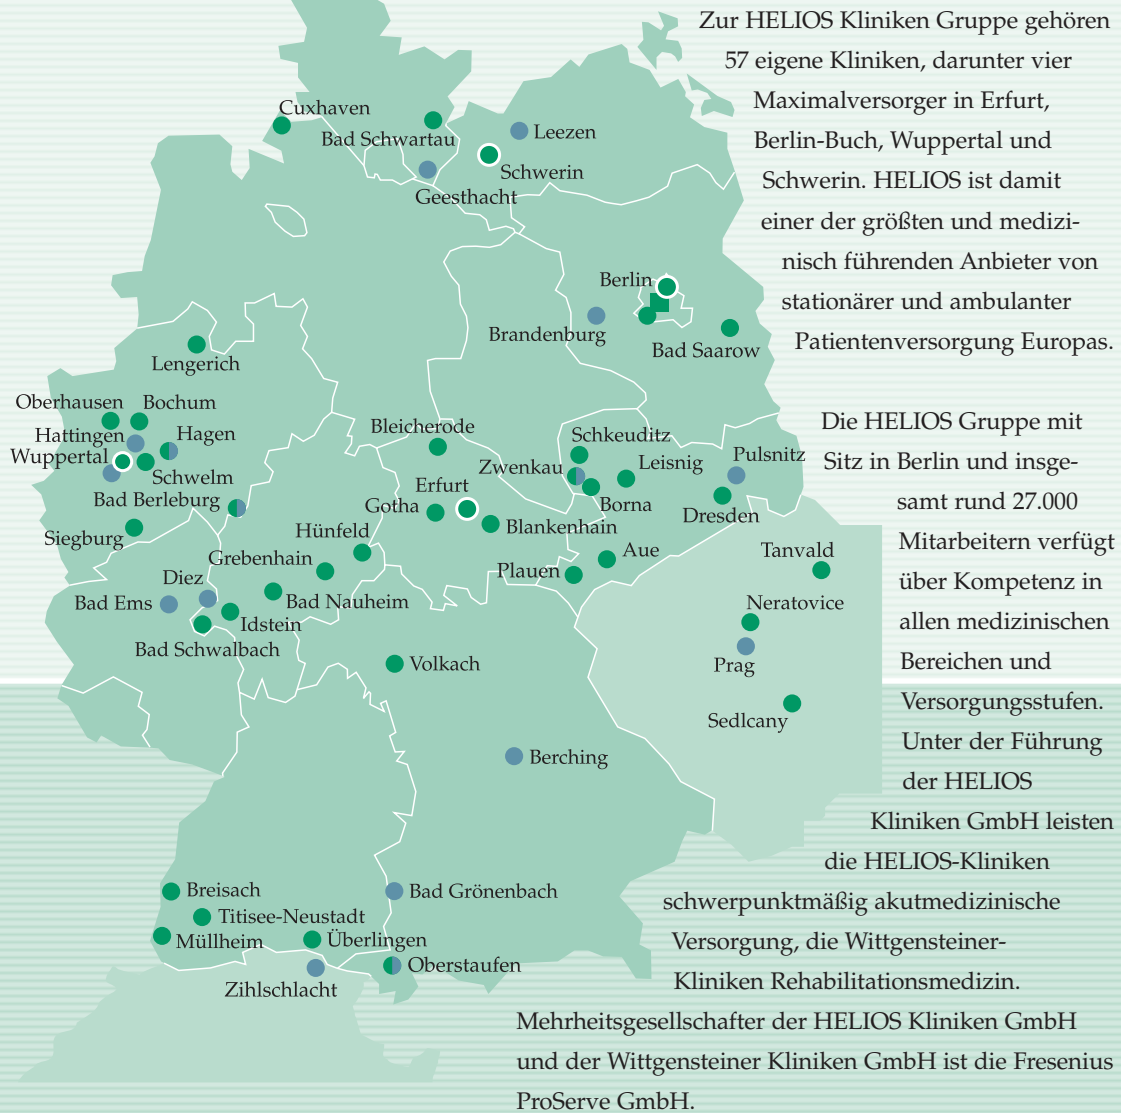 Zur HELIOS Kliniken Gruppe gehören
57 eigene Kliniken, darunter vier
Maximalversorger in Erfurt,
Berlin-Buch, Wuppertal und
Schwerin. HELIOS ist damit
einer der größten und medizi-
nisch führenden Anbieter von
stationärer und ambulanter
Patientenversorgung Europas.
Die HELIOS Gruppe mit
Sitz in Berlin und insge-
samt rund 27.000
Mitarbeitern verfügt
über Kompetenz in
allen medizinischen
Bereichen und
Versorgungsstufen.
Unter der Führung
der HELIOS
Kliniken GmbH leisten
die HELIOS-Kliniken
schwerpunktmäßig akutmedizinische
Versorgung, die Wittgensteiner-
Kliniken Rehabilitationsmedizin.
Mehrheitsgesellschafter der HELIOS Kliniken GmbH
und der Wittgensteiner Kliniken GmbH ist die Fresenius
ProServe GmbH.
Cuxhaven
Bad Schwartau
Leezen
Schwerin
Geesthacht
Berlin
Brandenburg
Bad Saarow
Lengerich
Oberhausen
Bochum
Hattingen
Hagen
Wuppertal
Schwelm
Bad Berleburg
Siegburg
Bleicherode
Schkeuditz
Zwenkau
Leisnig
Pulsnitz
Erfurt
Gotha
Borna
Dresden
Blankenhain
Hünfeld
Grebenhain
Aue
Plauen
Tanvald
Diez
Bad Ems
Bad Nauheim
Idstein
Bad Schwalbach
Neratovice
Prag
Volkach
Sedlcany
Berching
Breisach
Bad Grönenbach
Titisee-Neustadt
Müllheim
Überlingen
Oberstaufen
Zihlschlacht